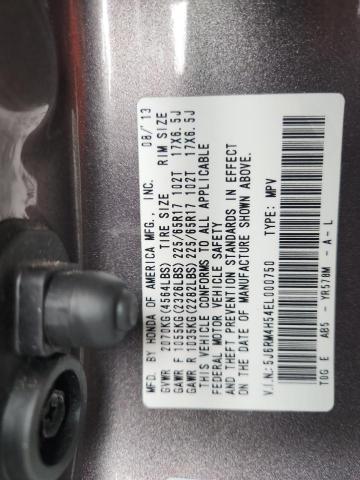 MFD. BY HONDA OF AMERICA MFG., INC. 08/'13
GVWR 2070KG(4564LBS) TIRE SIZE RIM SIZE
GAWR F 1055KG(2326LBS) 225/65R17 102T 17X6.5J
GAWR R 1035KG(2282LBS) 225/65R17 102T 17X6.5J
THIS VEHICLE CONFORMS TO ALL APPLICABLE
FEDERAL MOTOR VEHICLE SAFETY
AND THEFT PREVENTION STANDARDS IN EFFECT
ON THE DATE OF MANUFACTURE SHOWN ABOVE.
V.I.N.: 5J6RM4H54EL000750 TYPE: MPV
T0G E AB5 - YR578M - A - L